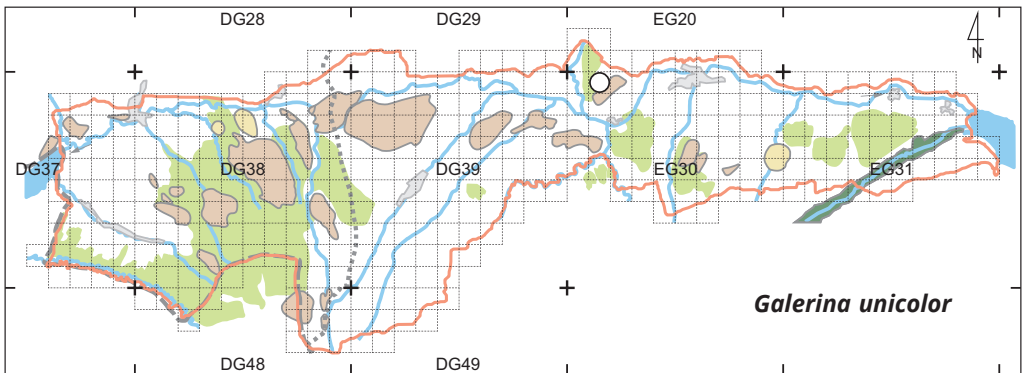 DG28 DG29 EG20
N
DG37 DG38 DG39 EG30 EG31
Galerina unicolor
DG48 DG49